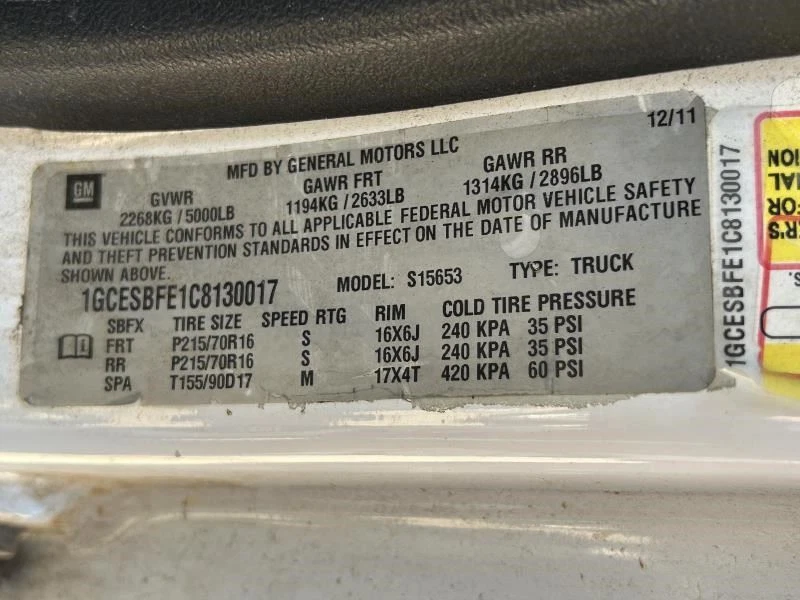 12/11
MFD BY GENERAL MOTORS LLC
GM
GVWR GAWR FRT GAWR RR
2268KG / 5000LB 1194KG / 2633LB 1314KG / 2896LB
THIS VEHICLE CONFORMS TO ALL APPLICABLE FEDERAL MOTOR VEHICLE SAFETY
AND THEFT PREVENTION STANDARDS IN EFFECT ON THE DATE OF MANUFACTURE
SHOWN ABOVE.
1GCESBFE1C8130017 MODEL: S15653 TYPE: TRUCK
SBFX TIRE SIZE SPEED RTG RIM COLD TIRE PRESSURE
FRT P215/70R16 S 16X6J 240 KPA 35 PSI
RR P215/70R16 S 16X6J 240 KPA 35 PSI
SPA T155/90D17 M 17X4T 420 KPA 60 PSI
1GCESBFE1C8130017